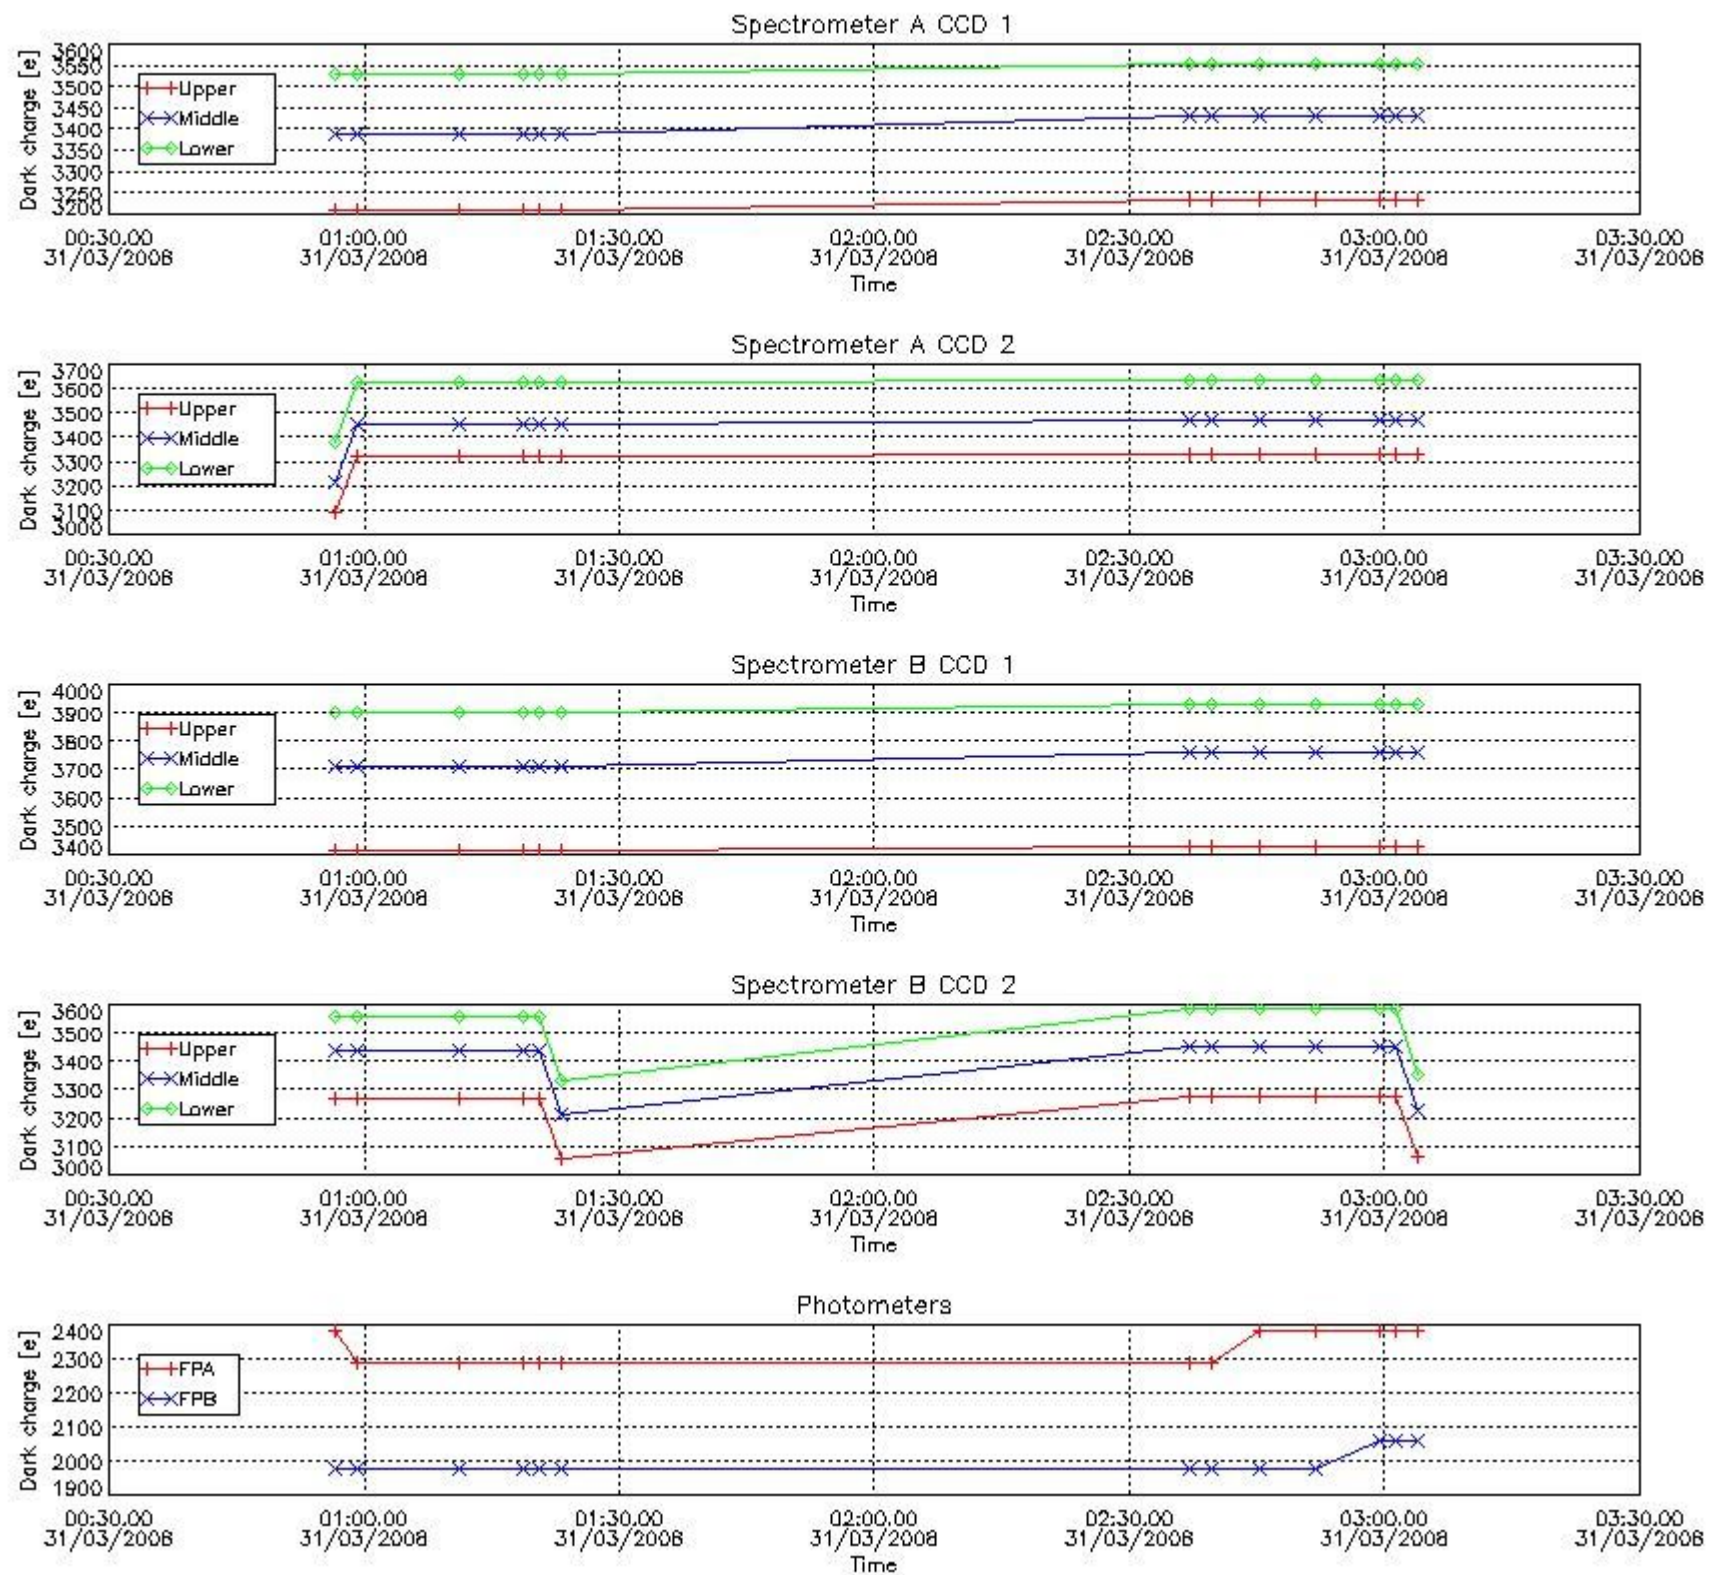 Spectrometer A CCD 1
Dark charge [e]
3600
3550
3500
3450
3400
3350
3300
3250
3200
Upper
Middle
Lower
00:30.00 01:00.00 01:30.00 02:00.00 02:30.00 03:00.00 03:30.00
31/03/2008 31/03/2008 31/03/2008 31/03/2008 31/03/2008 31/03/2008 31/03/2008
Time
Spectrometer A CCD 2
Dark charge [e]
3700
3600
3500
3400
3300
3200
3100
3000
Upper
Middle
Lower
00:30.00 01:00.00 01:30.00 02:00.00 02:30.00 03:00.00 03:30.00
31/03/2008 31/03/2008 31/03/2008 31/03/2008 31/03/2008 31/03/2008 31/03/2008
Time
Spectrometer B CCD 1
Dark charge [e]
4000
3900
3800
3700
3600
3500
3400
Upper
Middle
Lower
00:30.00 01:00.00 01:30.00 02:00.00 02:30.00 03:00.00 03:30.00
31/03/2008 31/03/2008 31/03/2008 31/03/2008 31/03/2008 31/03/2008 31/03/2008
Time
Spectrometer B CCD 2
Dark charge [e]
3600
3500
3400
3300
3200
3100
3000
Upper
Middle
Lower
00:30.00 01:00.00 01:30.00 02:00.00 02:30.00 03:00.00 03:30.00
31/03/2008 31/03/2008 31/03/2008 31/03/2008 31/03/2008 31/03/2008 31/03/2008
Time
Photometers
Dark charge [e]
2400
2300
2200
2100
2000
1900
FPA
FPB
00:30.00 01:00.00 01:30.00 02:00.00 02:30.00 03:00.00 03:30.00
31/03/2008 31/03/2008 31/03/2008 31/03/2008 31/03/2008 31/03/2008 31/03/2008
Time